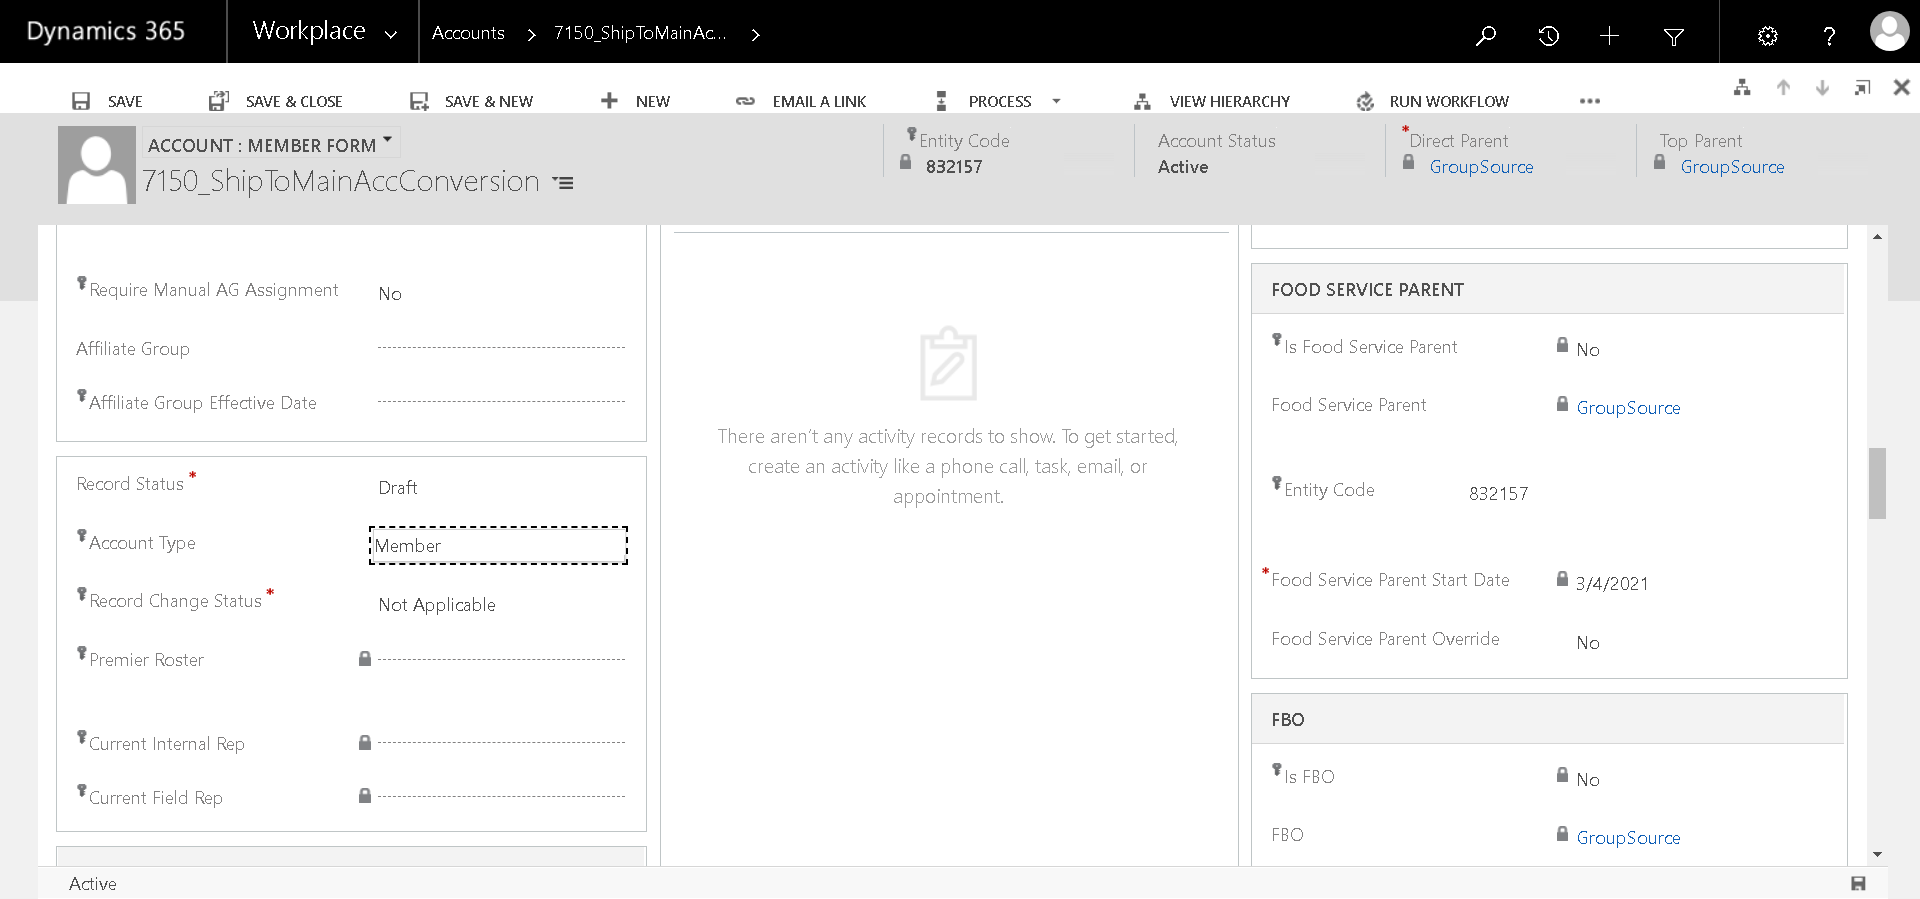 Dynamics 365
Workplace
Accounts
7150_ShipToMainAc...
?
SAVE
SAVE & CLOSE
SAVE & NEW
NEW
EMAIL A LINK
PROCESS
VIEW HIERARCHY
RUN WORKFLOW
...
ACCOUNT : MEMBER FORM
7150_ShipToMainAccConversion
Entity Code
832157
Account Status
Active
*Direct Parent
GroupSource
Top Parent
GroupSource
Require Manual AG Assignment
No
Affiliate Group
Affiliate Group Effective Date
Record Status *
Draft
Account Type
Member
Record Change Status *
Not Applicable
Premier Roster
Current Internal Rep
Current Field Rep
There aren't any activity records to show. To get started,
create an activity like a phone call, task, email, or
appointment.
FOOD SERVICE PARENT
Is Food Service Parent
No
Food Service Parent
GroupSource
Entity Code
832157
*Food Service Parent Start Date
3/4/2021
Food Service Parent Override
No
FBO
Is FBO
No
FBO
GroupSource
Active